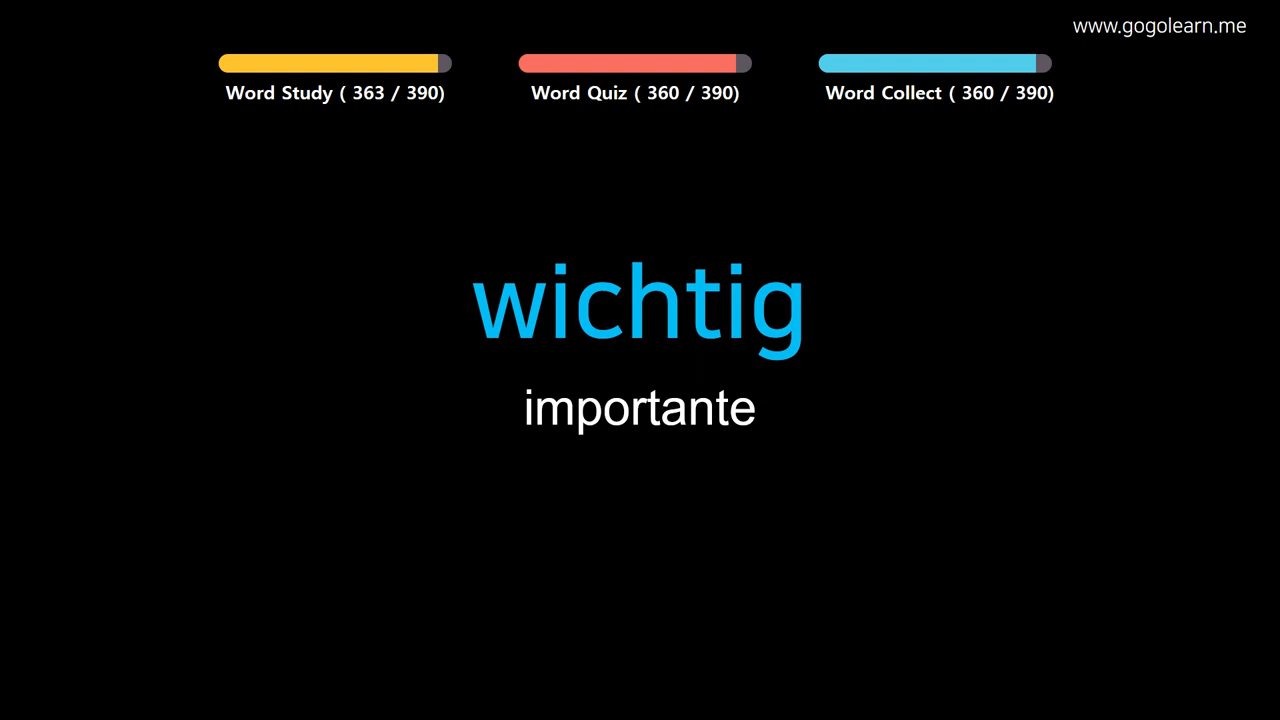 www.gogolearn.me
Word Study ( 363 / 390)
Word Quiz ( 360 / 390)
Word Collect ( 360 / 390)
wichtig
importante